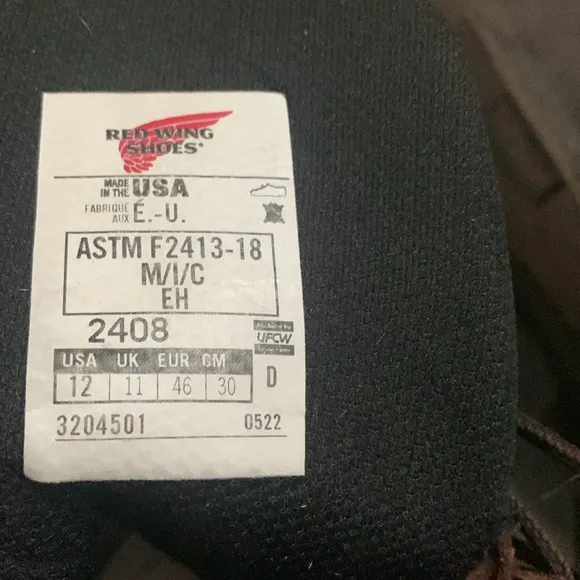 RED WING
SHOES
MADE IN THE USA
FABRIQUÉ AUX É.-U.
ASTM F2413-18
M/I/C
EH
2408
UFCW
USA UK EUR CM
12 11 46 30 D
3204501 0522